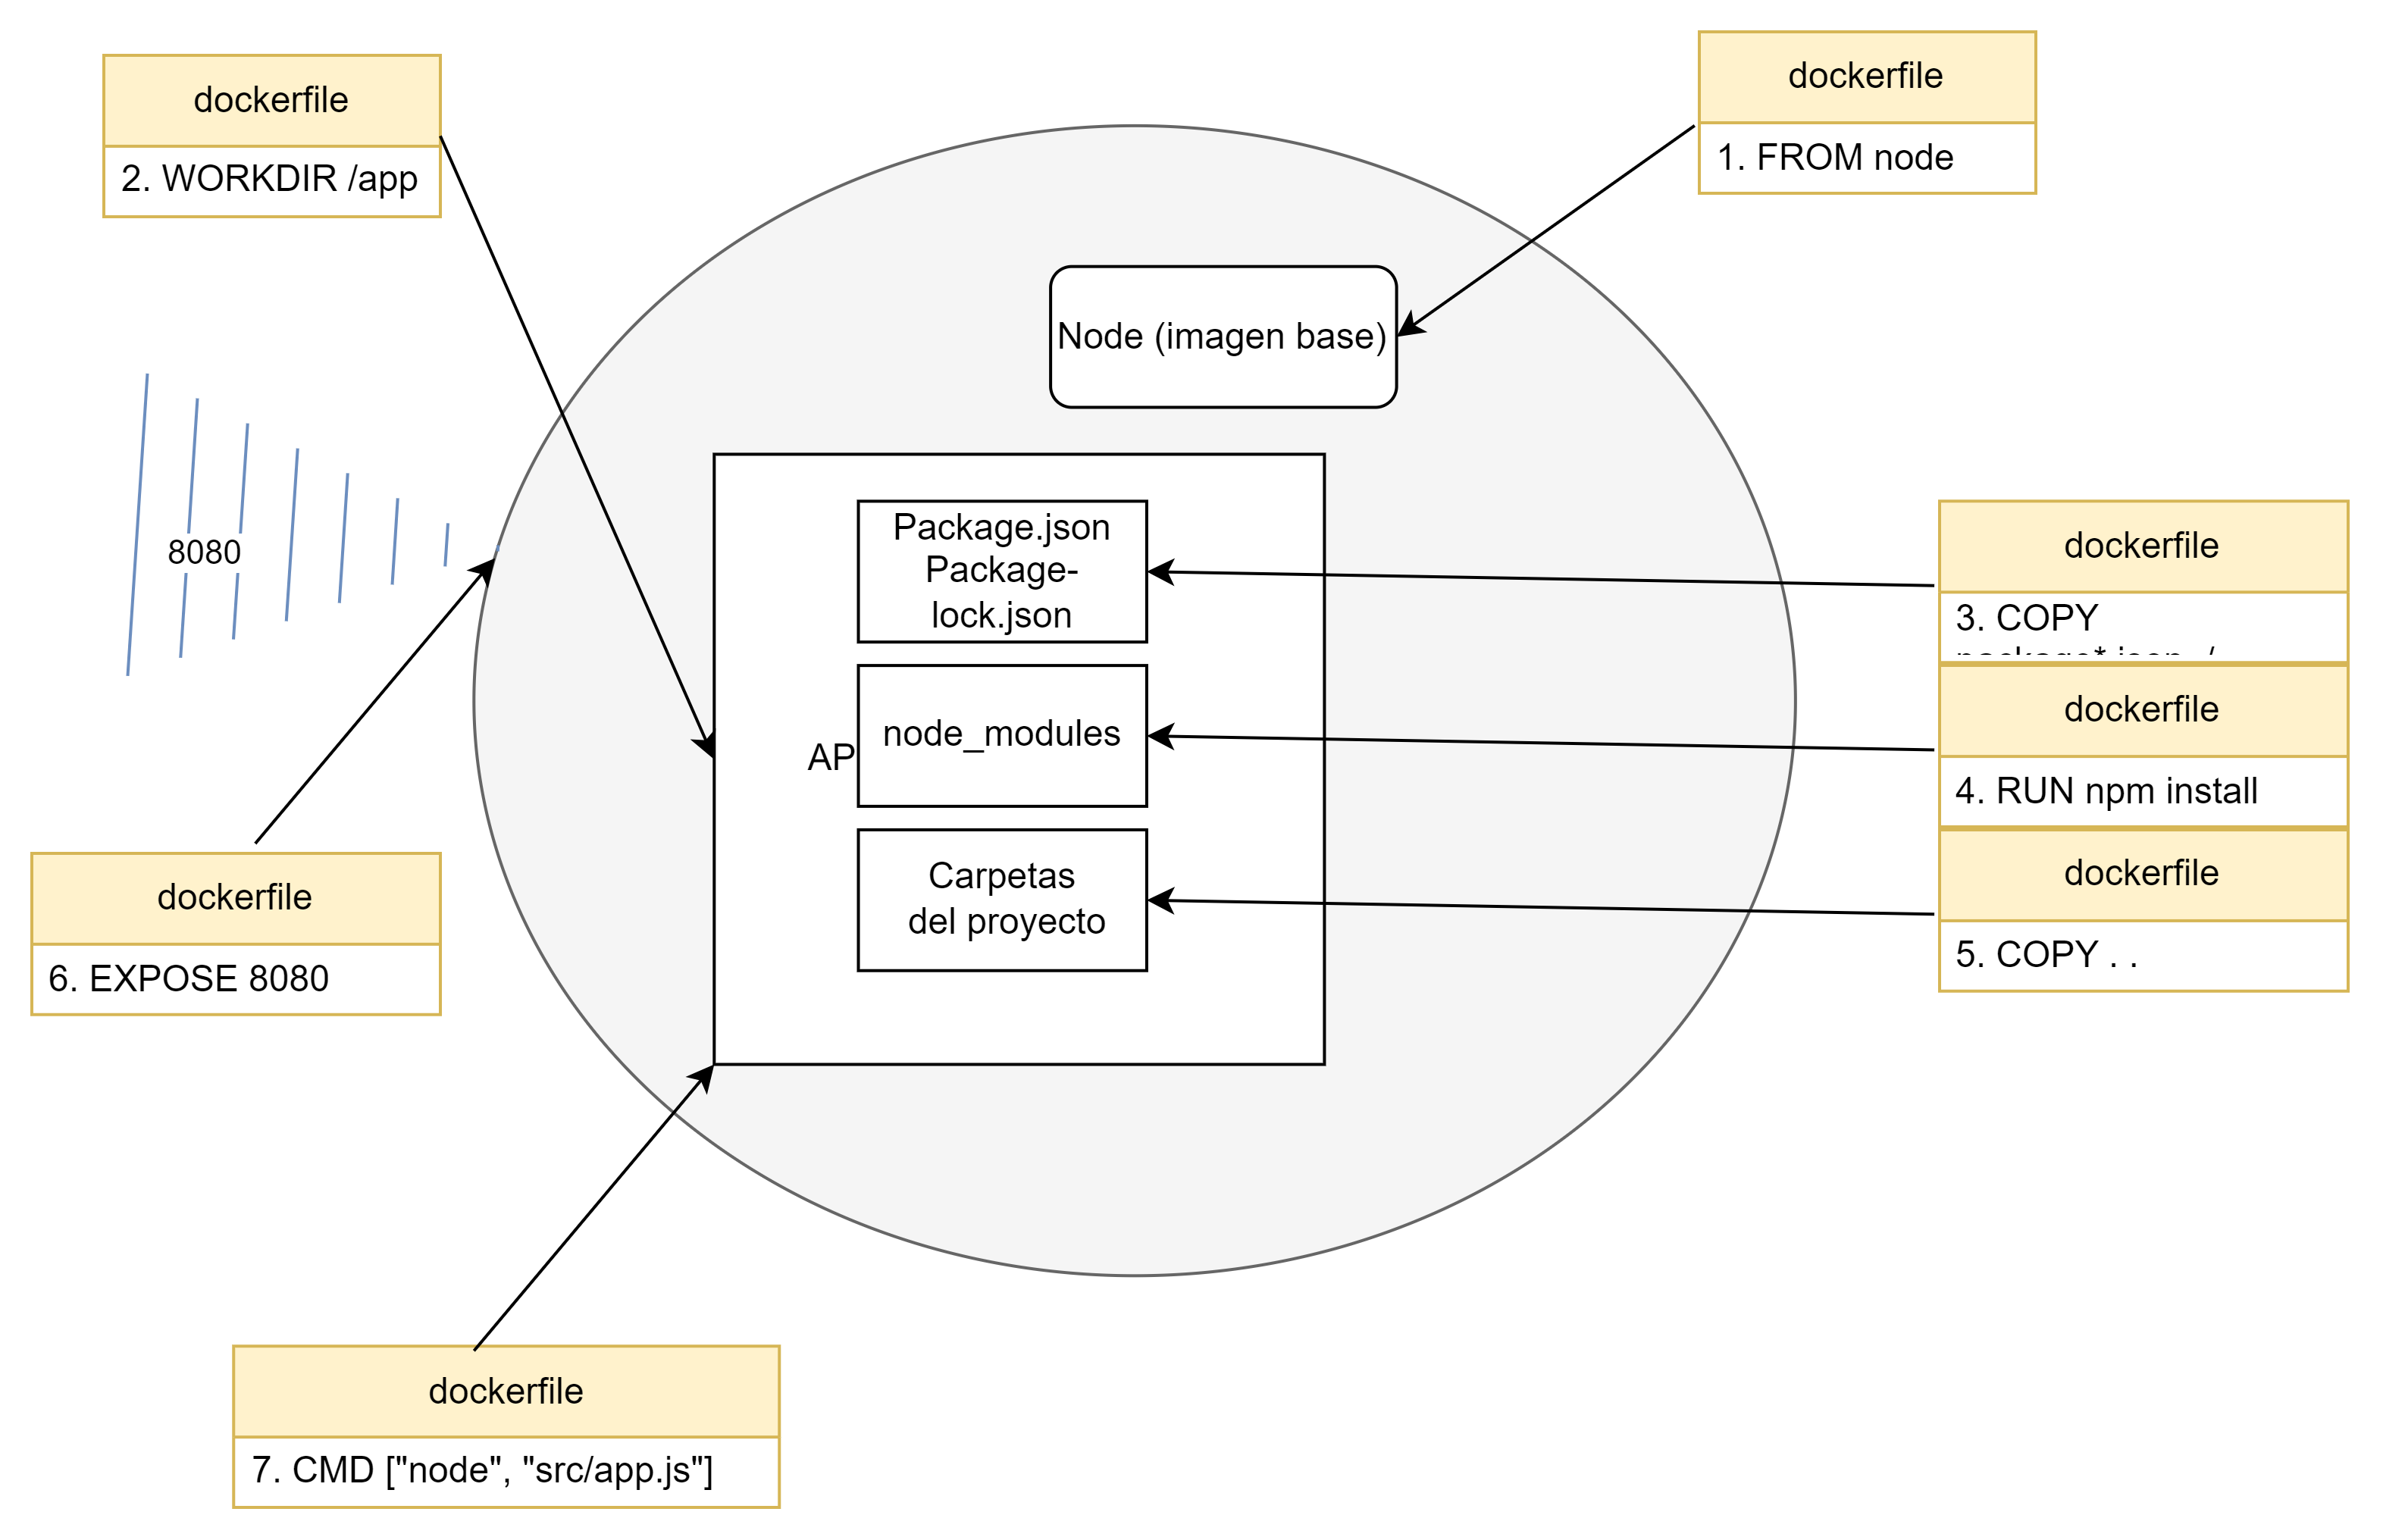 dockerfile
1. FROM node
dockerfile
2. WORKDIR /app
Node (imagen base)
8080
Package.json
Package-
lock.json
dockerfile
3. COPY
package*.json ./
node_modules
AP
dockerfile
4. RUN npm install
Carpetas
del proyecto
dockerfile
5. COPY . .
dockerfile
6. EXPOSE 8080
dockerfile
7. CMD ["node", "src/app.js"]